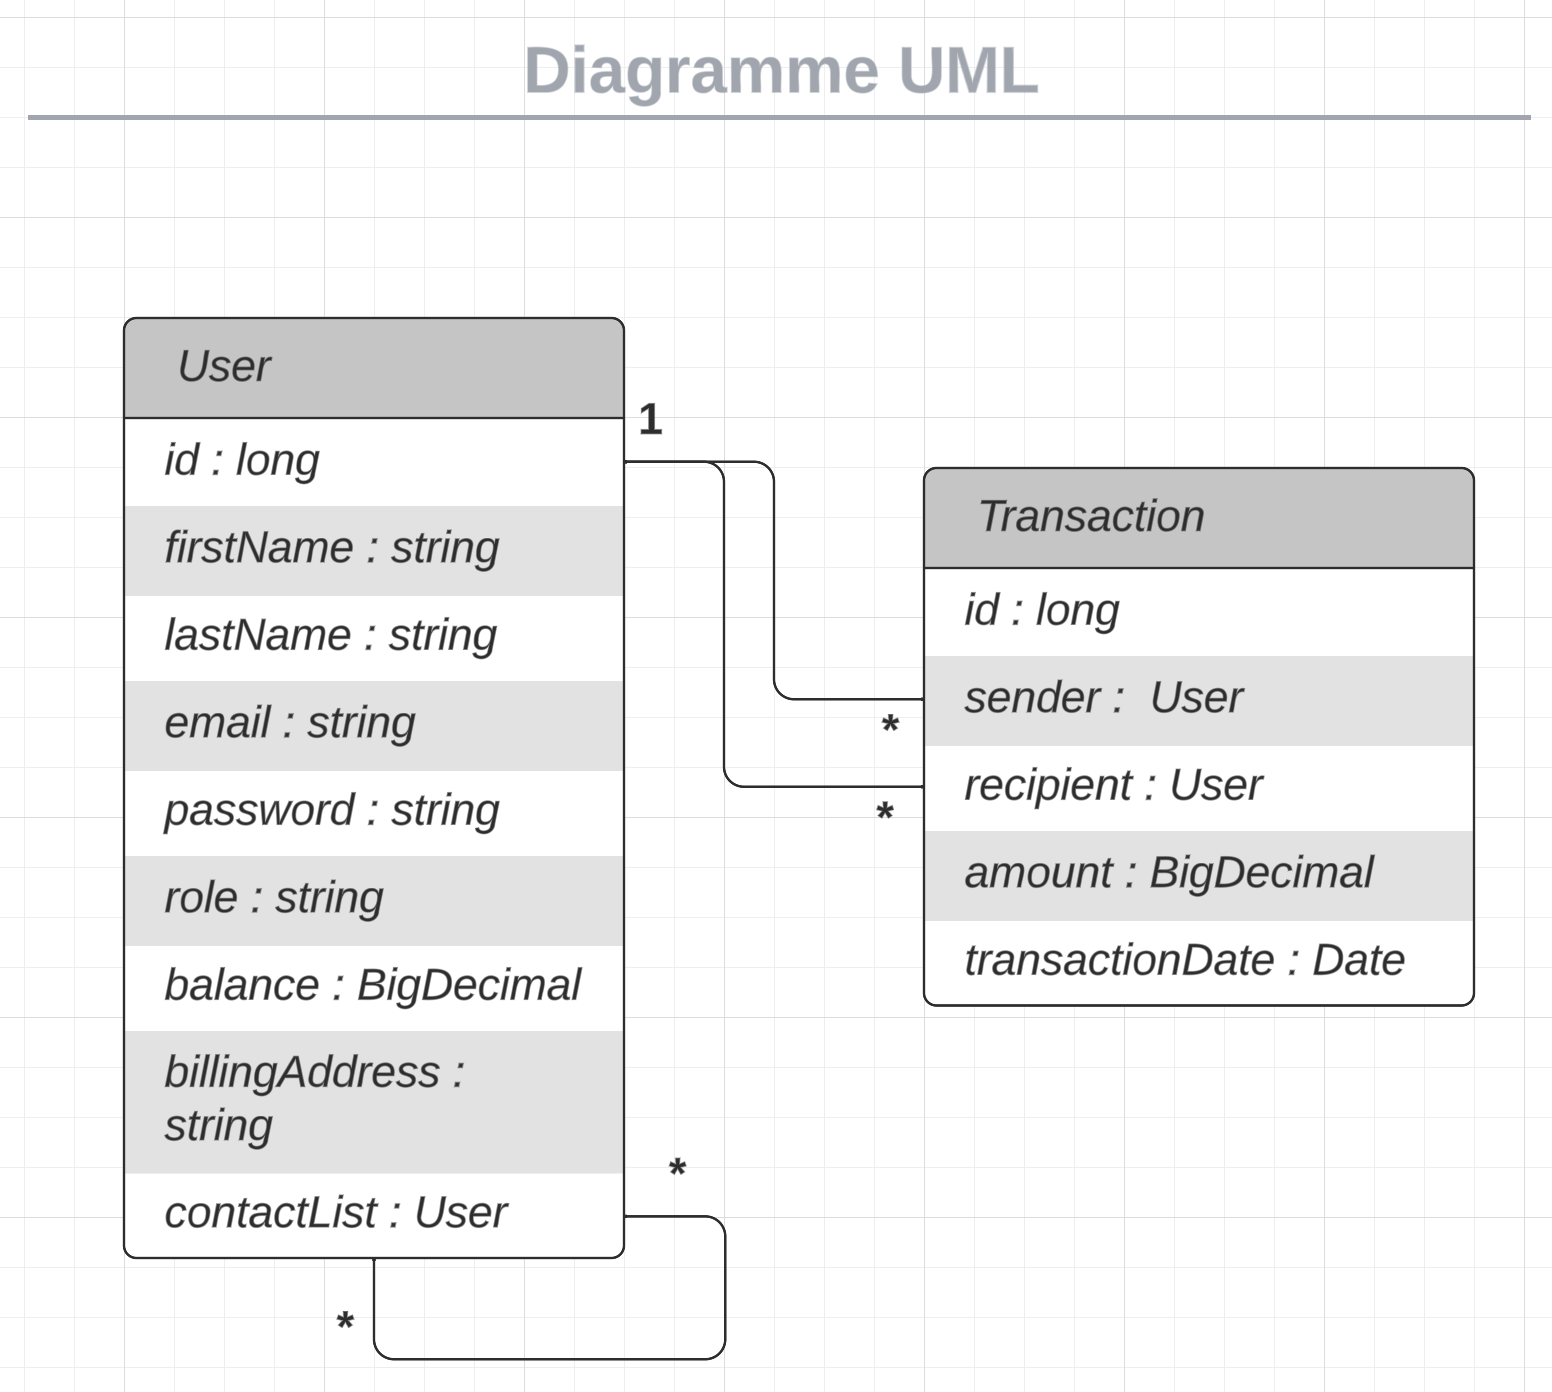 Diagramme UML
User
id : long
firstName : string
lastName : string
email : string
password : string
role : string
balance : BigDecimal
billingAddress :
string
contactList : User
1
*
*
*
*
Transaction
id : long
sender :  User
recipient : User
amount : BigDecimal
transactionDate : Date